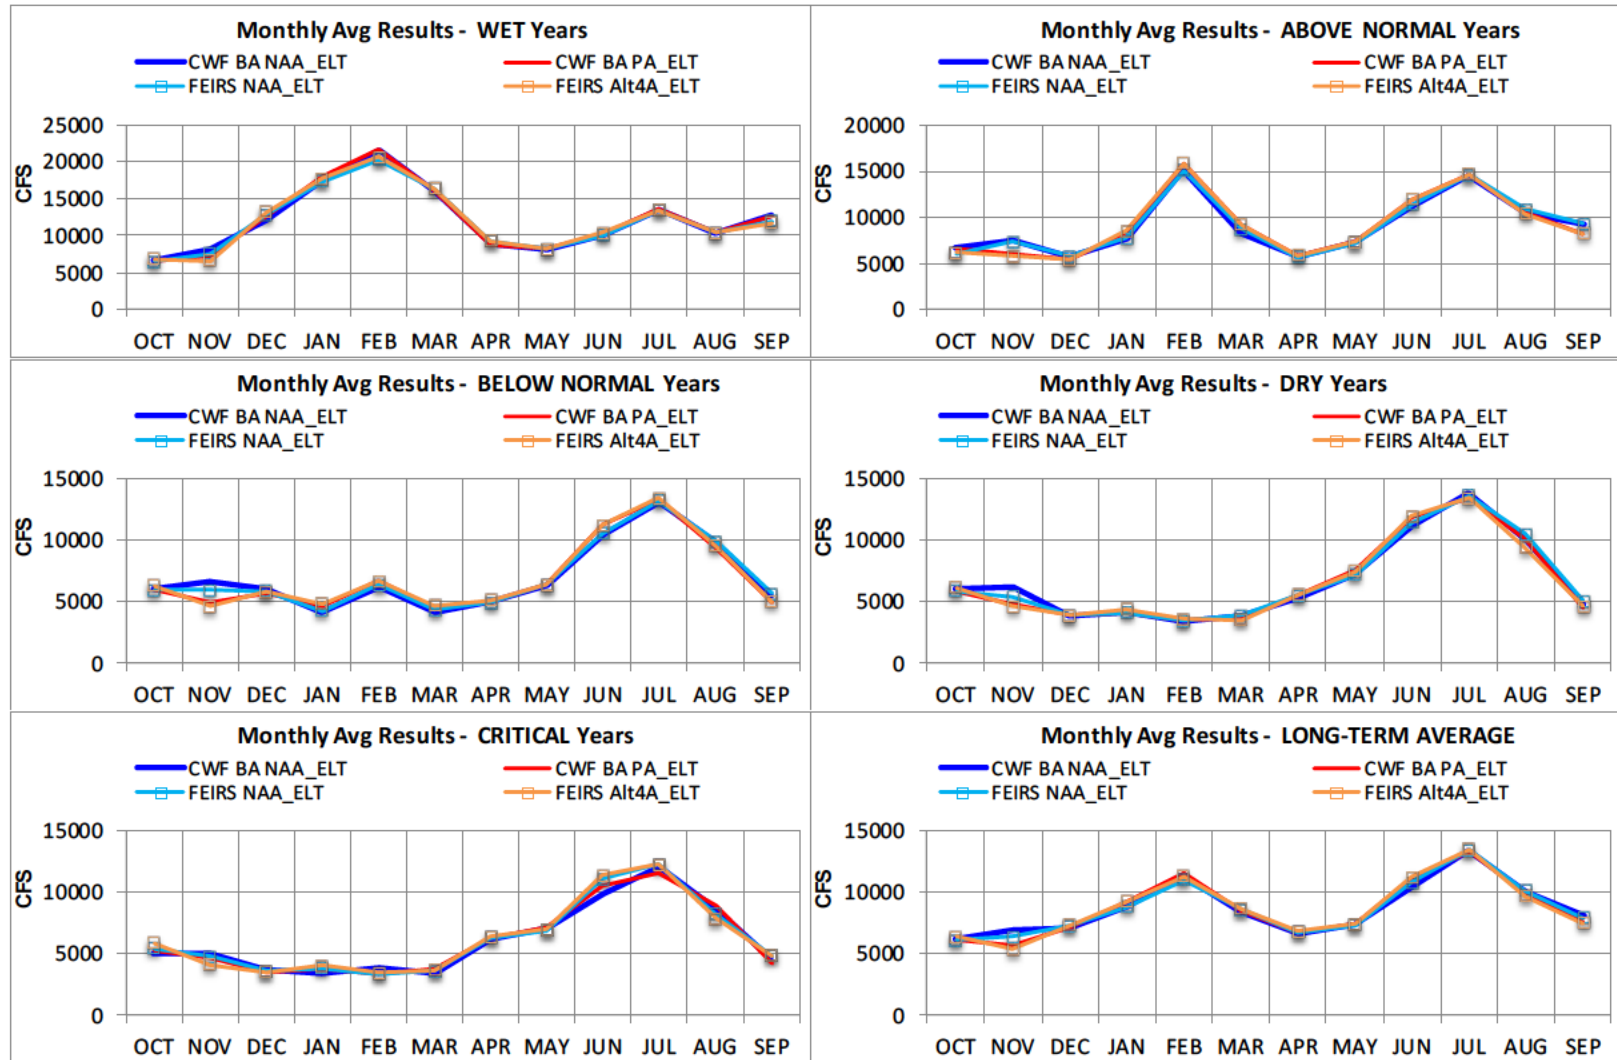 Monthly Avg Results - WET Years
CWF BA NAA_ELT CWF BA PA_ELT
FEIRS NAA_ELT FEIRS Alt4A_ELT
25000
20000
15000
10000
5000
0
CFS
OCT NOV DEC JAN FEB MAR APR MAY JUN JUL AUG SEP
Monthly Avg Results - ABOVE NORMAL Years
CWF BA NAA_ELT CWF BA PA_ELT
FEIRS NAA_ELT FEIRS Alt4A_ELT
20000
15000
10000
5000
0
CFS
OCT NOV DEC JAN FEB MAR APR MAY JUN JUL AUG SEP
Monthly Avg Results - BELOW NORMAL Years
CWF BA NAA_ELT CWF BA PA_ELT
FEIRS NAA_ELT FEIRS Alt4A_ELT
15000
10000
5000
0
CFS
OCT NOV DEC JAN FEB MAR APR MAY JUN JUL AUG SEP
Monthly Avg Results - DRY Years
CWF BA NAA_ELT CWF BA PA_ELT
FEIRS NAA_ELT FEIRS Alt4A_ELT
15000
10000
5000
0
CFS
OCT NOV DEC JAN FEB MAR APR MAY JUN JUL AUG SEP
Monthly Avg Results - CRITICAL Years
CWF BA NAA_ELT CWF BA PA_ELT
FEIRS NAA_ELT FEIRS Alt4A_ELT
15000
10000
5000
0
CFS
OCT NOV DEC JAN FEB MAR APR MAY JUN JUL AUG SEP
Monthly Avg Results - LONG-TERM AVERAGE
CWF BA NAA_ELT CWF BA PA_ELT
FEIRS NAA_ELT FEIRS Alt4A_ELT
15000
10000
5000
0
CFS
OCT NOV DEC JAN FEB MAR APR MAY JUN JUL AUG SEP